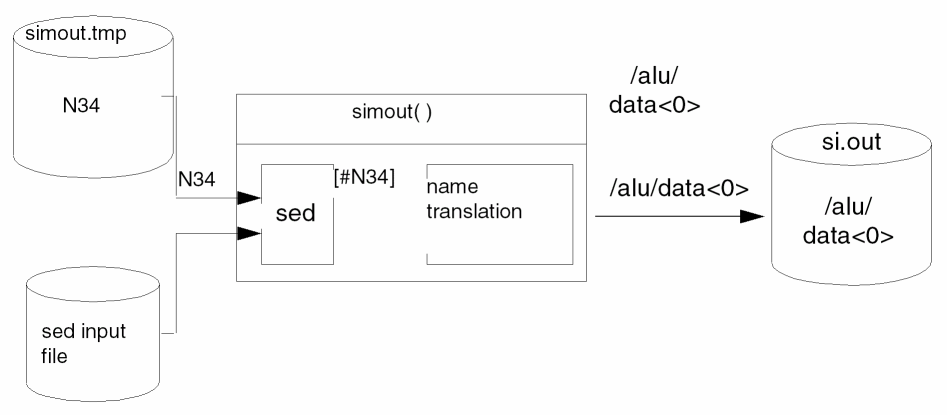 simout.tmp
N34
N34
sed input
file
simout( )
sed
[#N34]
name
translation
/alu/
data<0>
/alu/data<0>
si.out
/alu/
data<0>